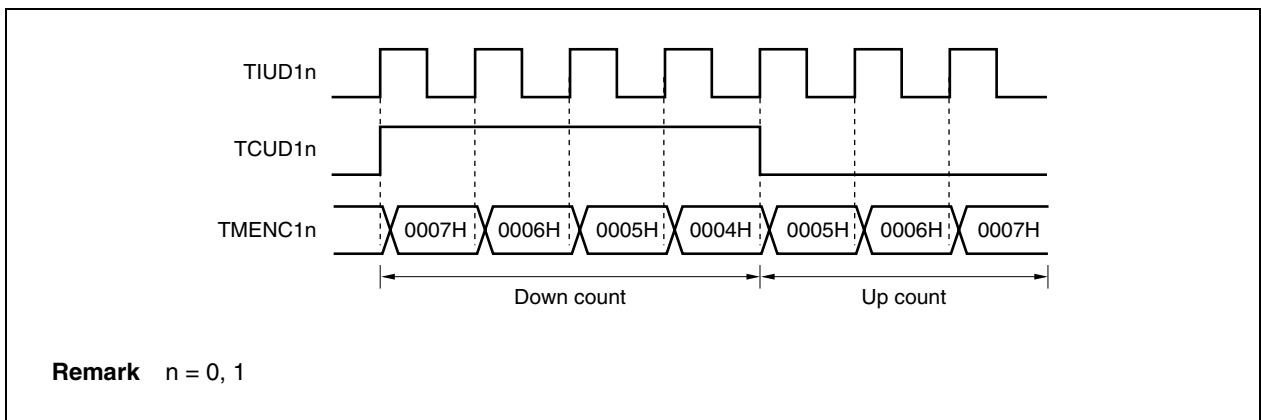 TIUD1n
TCUD1n
TMENC1n 0007H 0006H 0005H 0004H 0005H 0006H 0007H
Down count Up count
Remark n = 0, 1